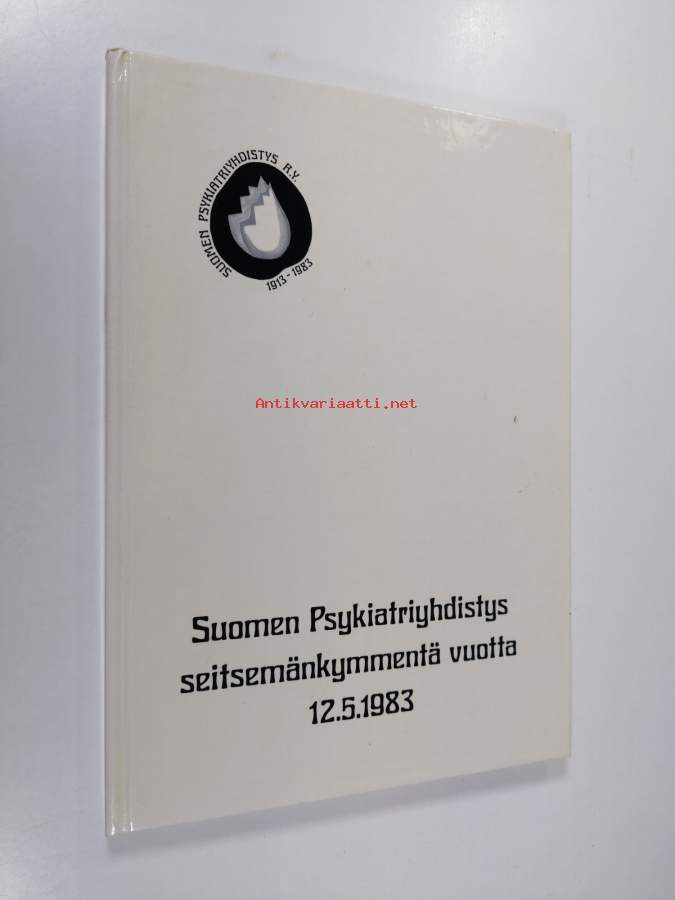 SUOMEN PSYKIATRIYHDISTYS R.Y.
1913-1983
Antikvariaatti.net
Suomen Psykiatriyhdistys
seitsemänkymmentä vuotta
12.5.1983